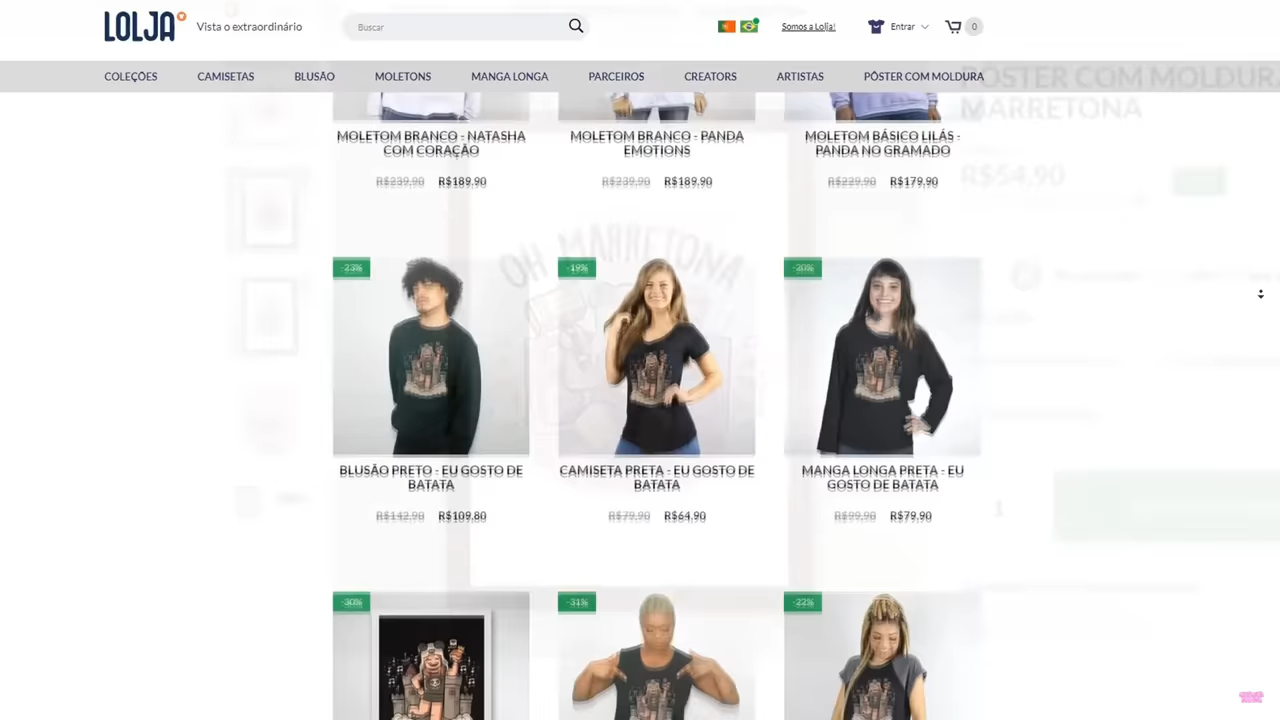 LOLJA
Vista o extraordinário
Buscar
Somos a Lolja!
Entrar
0
COLEÇÕES
CAMISETAS
BLUSÃO
MOLETONS
MANGA LONGA
PARCEIROS
CREATORS
ARTISTAS
PÔSTER COM MOLDURA
PÔSTER COM MOLDURA
MARRETONA
R$54,90
MOLETOM BRANCO - NATASHA
COM CORAÇÃO
R$239,90 R$189,90
MOLETOM BRANCO - PANDA
EMOTIONS
R$239,90 R$189,90
MOLETOM BÁSICO LILÁS -
PANDA NO GRAMADO
R$229,90 R$179,90
OH MARRETONA
-23%
-19%
-20%
BLUSÃO PRETO - EU GOSTO DE
BATATA
R$142,90 R$109,80
CAMISETA PRETA - EU GOSTO DE
BATATA
R$79,90 R$64,90
MANGA LONGA PRETA - EU
GOSTO DE BATATA
R$99,90 R$79,90
1
-30%
-31%
-22%